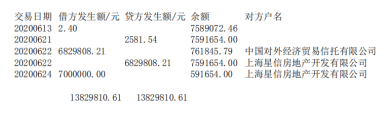 交易日期 借方发生额/元 贷方发生额/元 余额 对方户名
20200613 2.40 7589072.46
20200621 2581.54 7591654.00
20200622 6829808.21 761845.79 中国对外经济贸易信托有限公司
20200622 6829808.21 7591654.00 上海星信房地产开发有限公司
20200624 7000000.00 591654.00 上海星信房地产开发有限公司
13829810.61 13829810.61